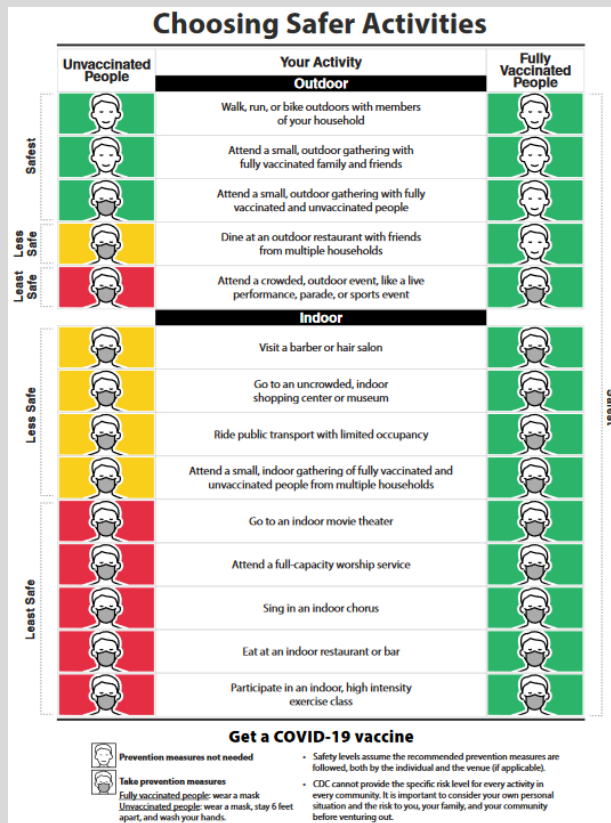 Choosing Safer Activities
Unvaccinated
People
Your Activity
Fully
Vaccinated
People
Outdoor
Safest
Walk, run, or bike outdoors with members
of your household
Attend a small, outdoor gathering with
fully vaccinated family and friends
Attend a small, outdoor gathering with fully
vaccinated and unvaccinated people
Less
Safe
Dine at an outdoor restaurant with friends
from multiple households
Least
Safe
Attend a crowded, outdoor event, like a live
performance, parade, or sports event
Safest
Indoor
Less Safe
Visit a barber or hair salon
Go to an uncrowded, indoor
shopping center or museum
Ride public transport with limited occupancy
Attend a small, indoor gathering of fully vaccinated and
unvaccinated people from multiple households
Least Safe
Go to an indoor movie theater
Attend a full-capacity worship service
Sing in an indoor chorus
Eat at an indoor restaurant or bar
Participate in an indoor, high intensity
exercise class
Get a COVID-19 vaccine
Prevention measures not needed
Take prevention measures
Fully vaccinated people: wear a mask
Unvaccinated people: wear a mask, stay 6 feet
apart, and wash your hands.
• Safety levels assume the recommended prevention measures are
followed, both by the individual and the venue (if applicable).
• CDC cannot provide the specific risk level for every activity in
every community. It is important to consider your own personal
situation and the risk to you, your family, and your community
before venturing out.